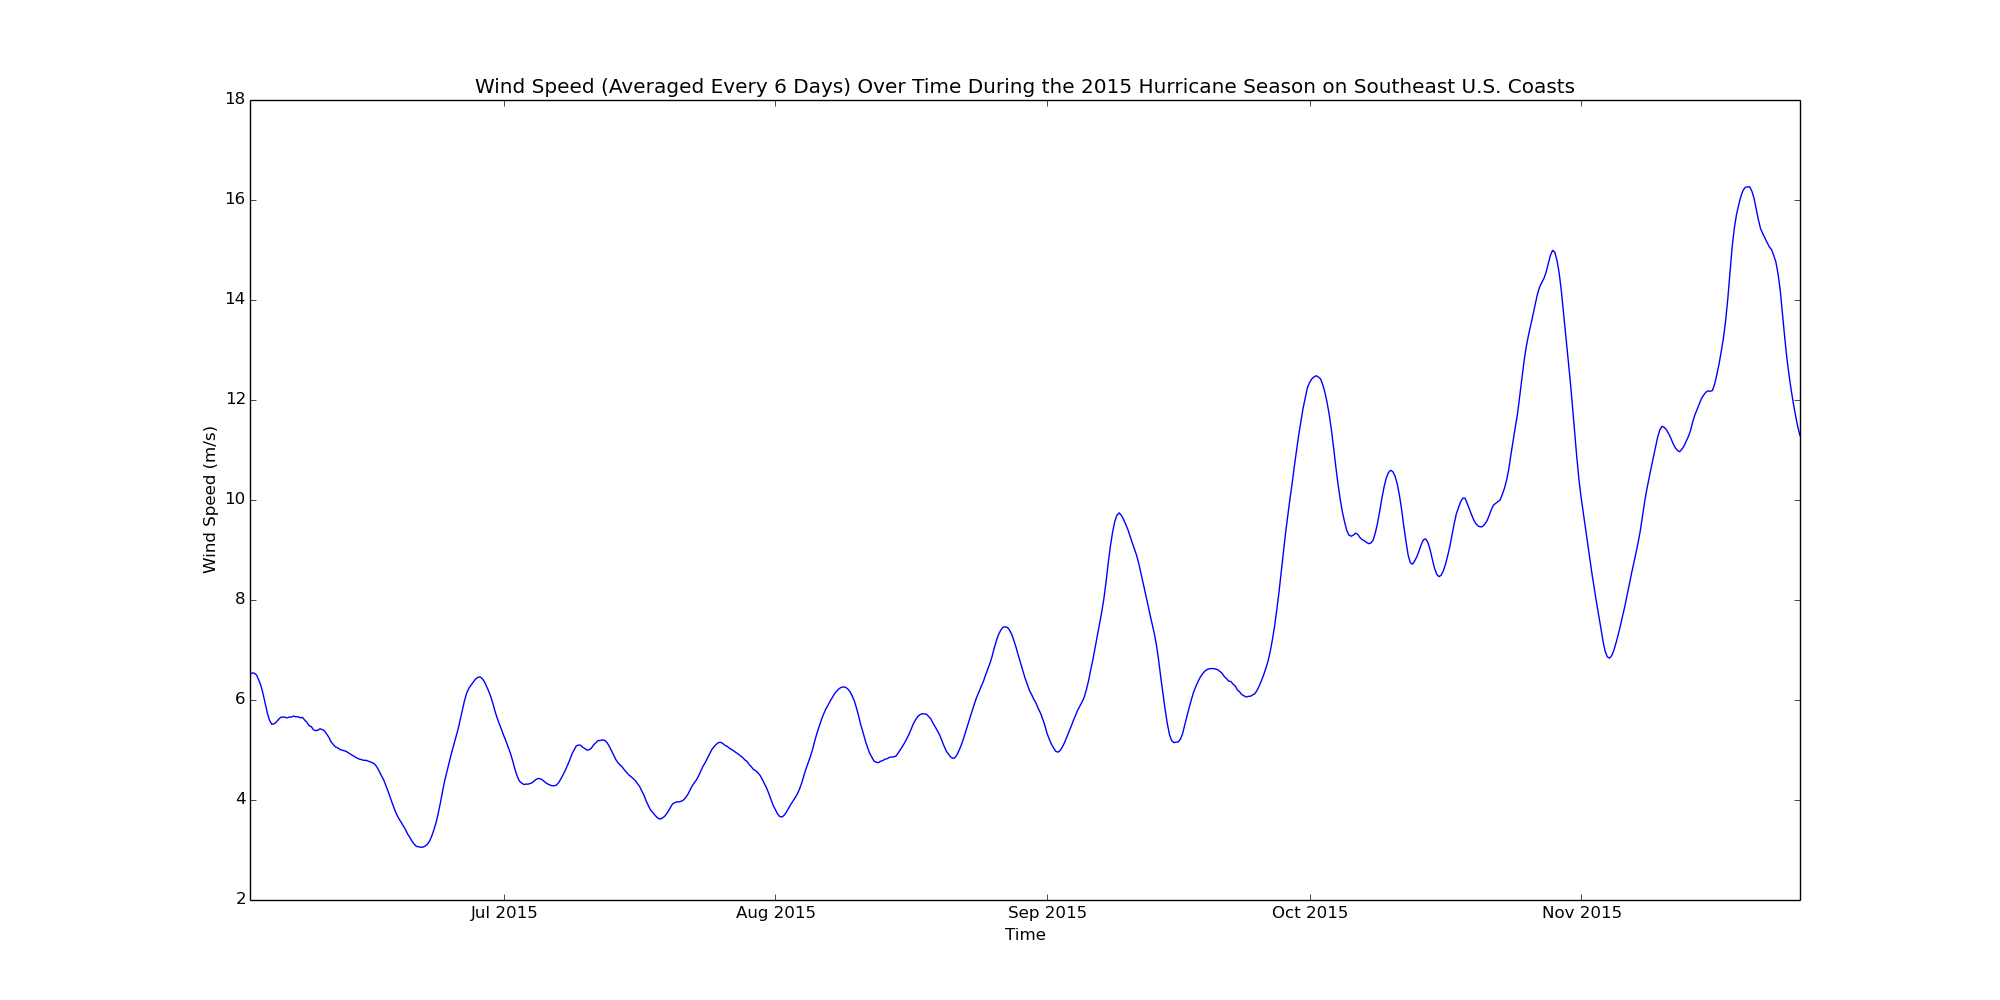 Wind Speed (Averaged Every 6 Days) Over Time During the 2015 Hurricane Season on Southeast U.S. Coasts
18
16
14
12
10
8
6
4
2
Wind Speed (m/s)
Jul 2015 Aug 2015 Sep 2015 Oct 2015 Nov 2015
Time